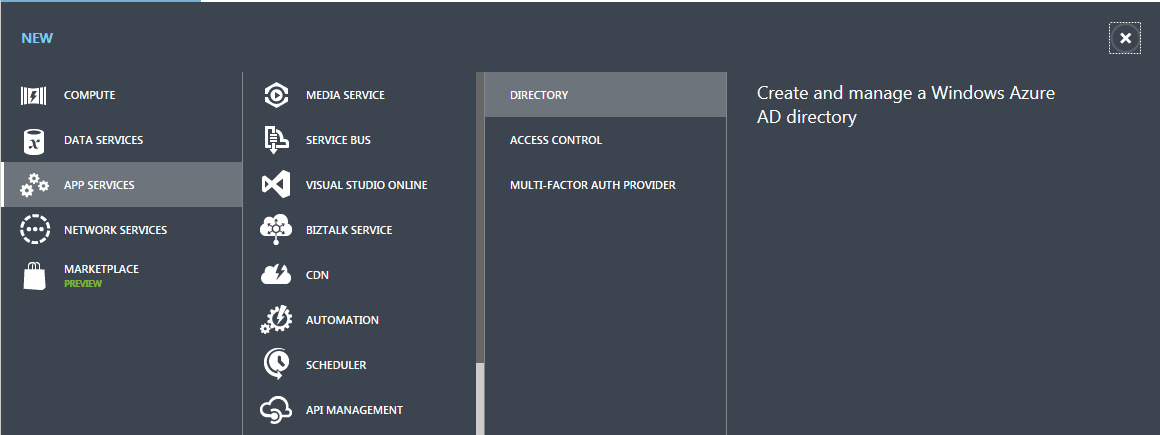 NEW
COMPUTE
DATA SERVICES
APP SERVICES
NETWORK SERVICES
MARKETPLACE
PREVIEW
MEDIA SERVICE
SERVICE BUS
VISUAL STUDIO ONLINE
BIZTALK SERVICE
CDN
AUTOMATION
SCHEDULER
API MANAGEMENT
DIRECTORY
ACCESS CONTROL
MULTI-FACTOR AUTH PROVIDER
Create and manage a Windows Azure
AD directory